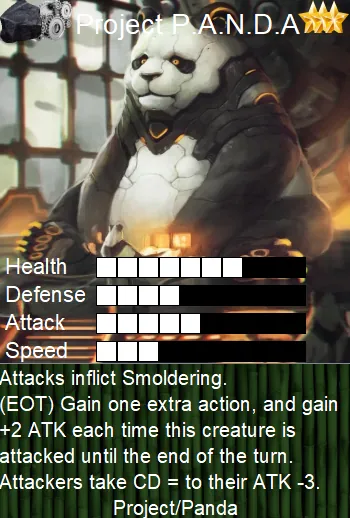 Project P.A.N.D.A
Health
Defense
Attack
Speed
Attacks inflict Smoldering.
(EOT) Gain one extra action, and gain
+2 ATK each time this creature is
attacked until the end of the turn.
Attackers take CD = to their ATK -3.
Project/Panda